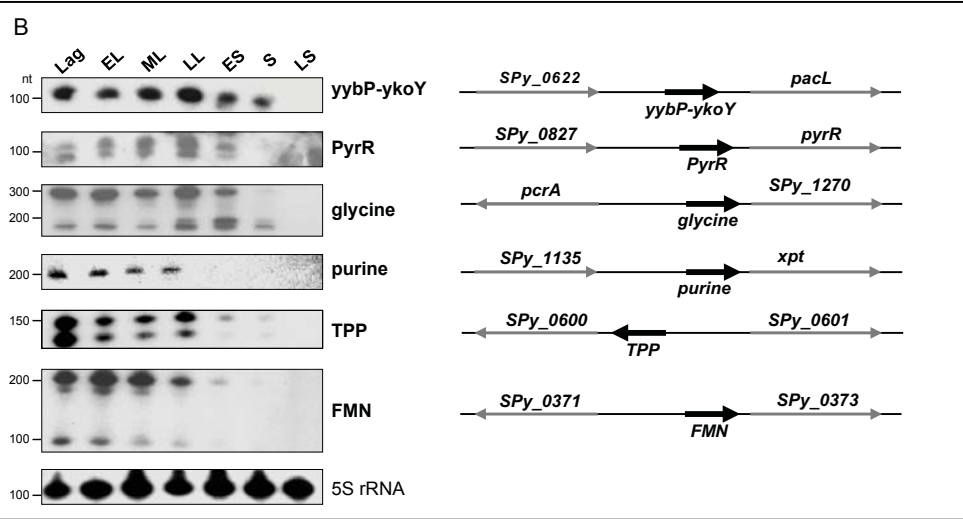 B
Lag EL ML LL ES S LS
nt
100 yybP-ykoY
100 PyrR
300
200 glycine
200 purine
150 TPP
200
100 FMN
100 5S rRNA
SPy_0622 pacL
yybP-ykoY
SPy_0827 pyrR
PyrR
pcrA SPy_1270
glycine
SPy_1135 xpt
purine
SPy_0600 SPy_0601
TPP
SPy_0371 SPy_0373
FMN